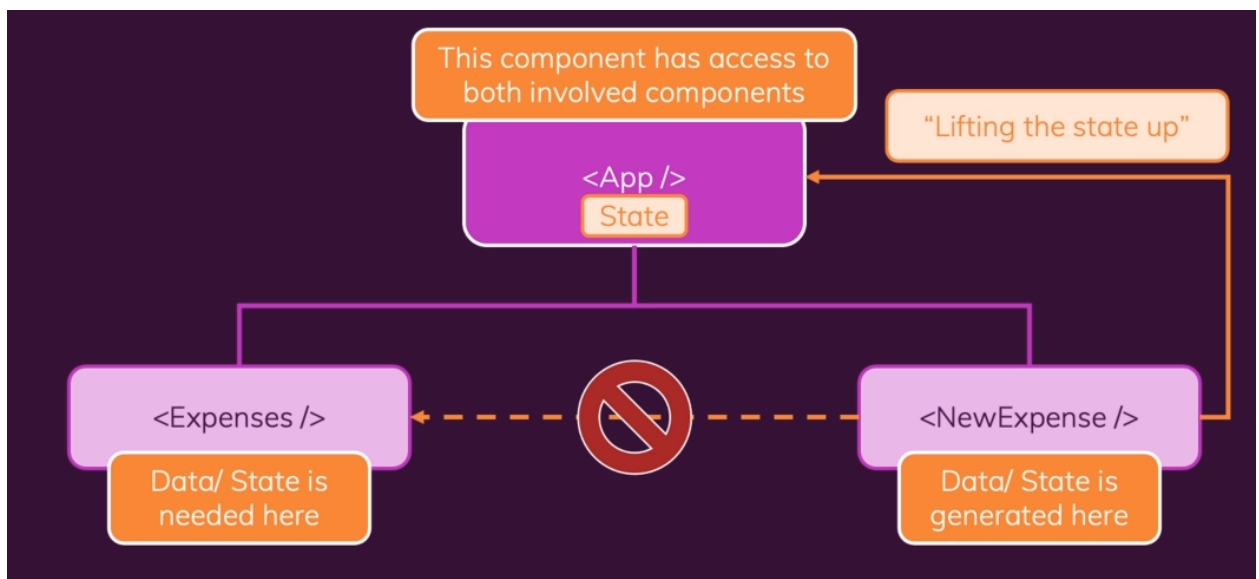 This component has access to
both involved components
“Lifting the state up”
<App />
State
<Expenses />
<NewExpense />
Data/ State is
needed here
Data/ State is
generated here